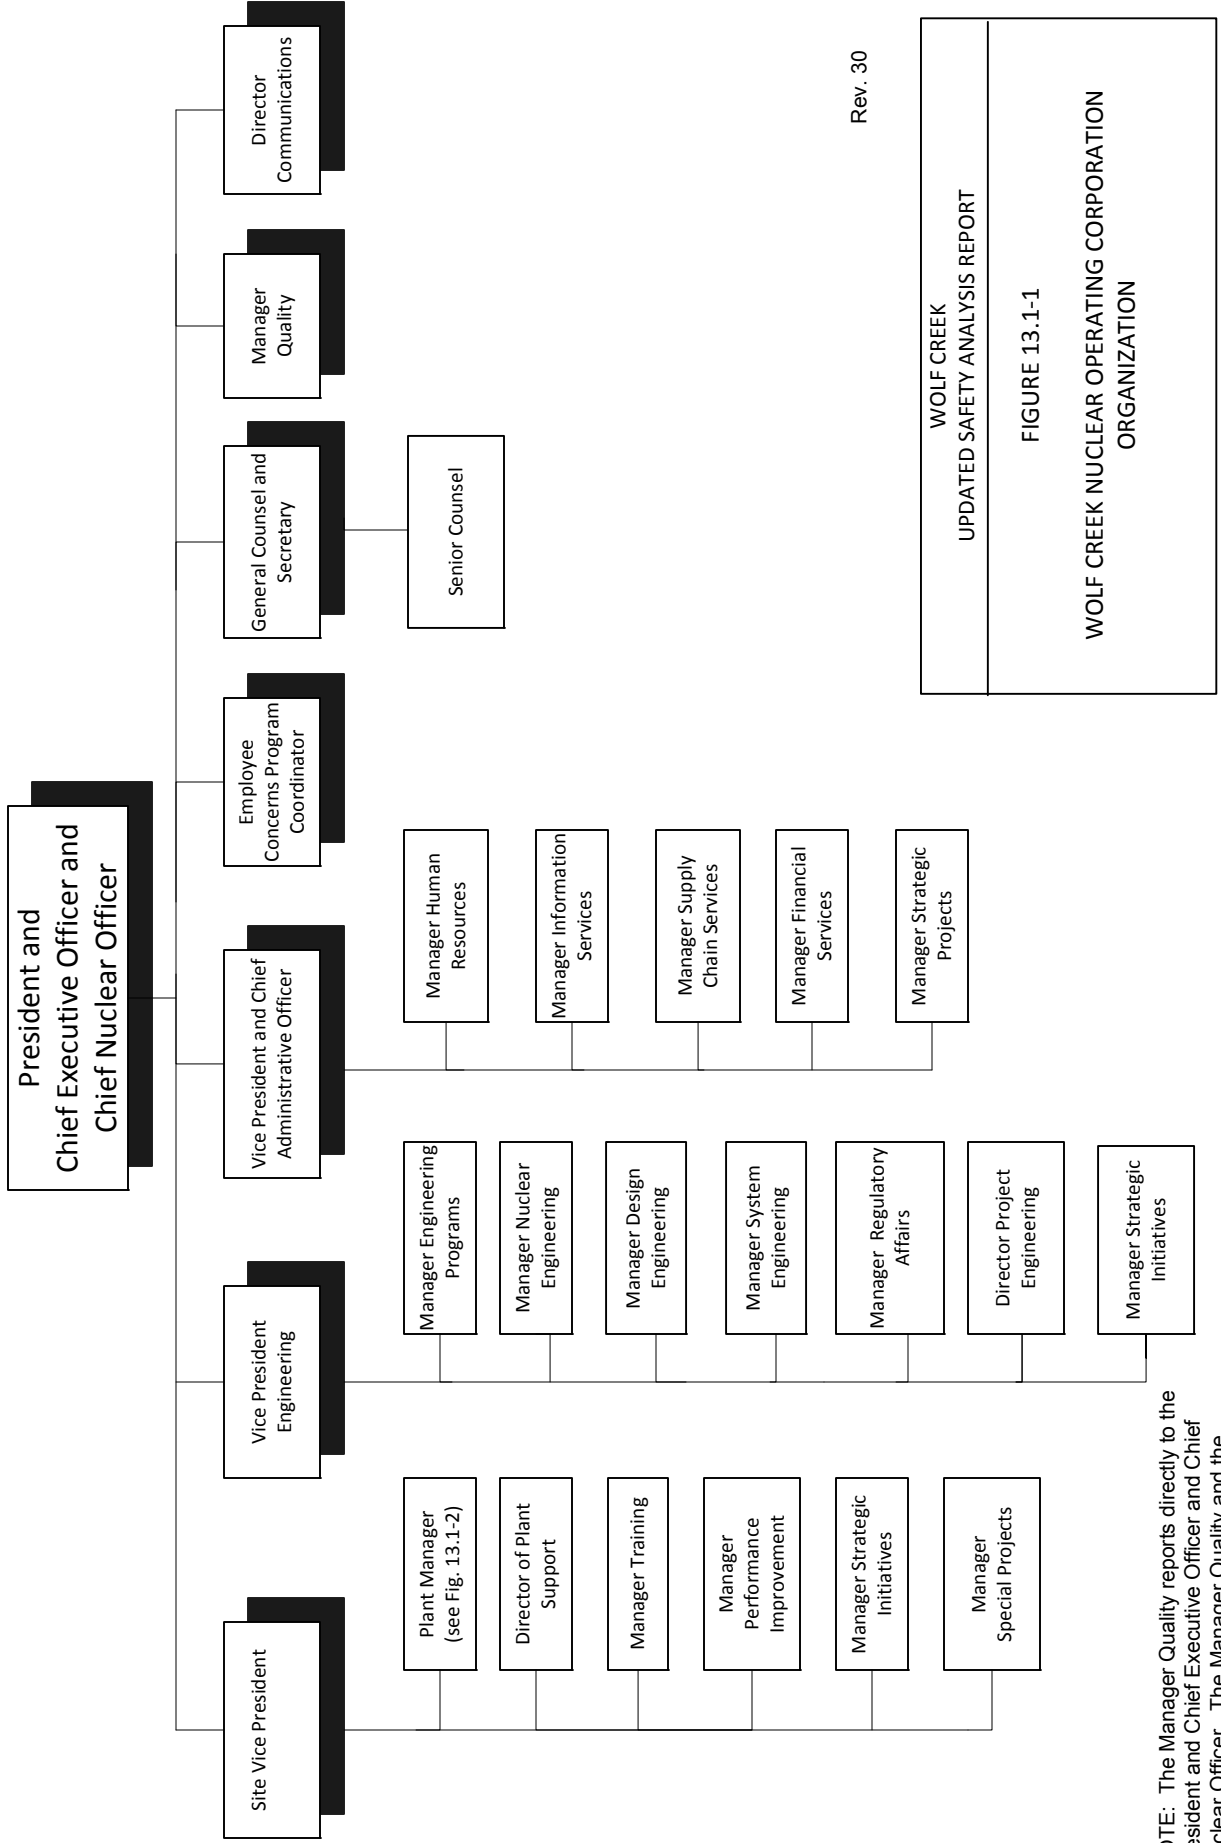 President and
Chief Executive Officer and
Chief Nuclear Officer
Site Vice President
Vice President
Engineering
Vice President and Chief
Administrative Officer
Employee
Concerns Program
Coordinator
General Counsel and
Secretary
Manager
Quality
Director
Communications
Plant Manager
(see Fig. 13.1-2)
Director of Plant
Support
Manager Training
Manager
Performance
Improvement
Manager Strategic
Initiatives
Manager
Special Projects
Manager Engineering
Programs
Manager Nuclear
Engineering
Manager Design
Engineering
Manager System
Engineering
Manager Regulatory
Affairs
Director Project
Engineering
Manager Strategic
Initiatives
Manager Human
Resources
Manager Information
Services
Manager Supply
Chain Services
Manager Financial
Services
Manager Strategic
Projects
Senior Counsel
Rev. 30
WOLF CREEK
UPDATED SAFETY ANALYSIS REPORT
FIGURE 13.1-1
WOLF CREEK NUCLEAR OPERATING CORPORATION
ORGANIZATION
The Manager Quality reports directly to the
and Chief Executive Officer and Chief
Officer. The Manager Quality and the